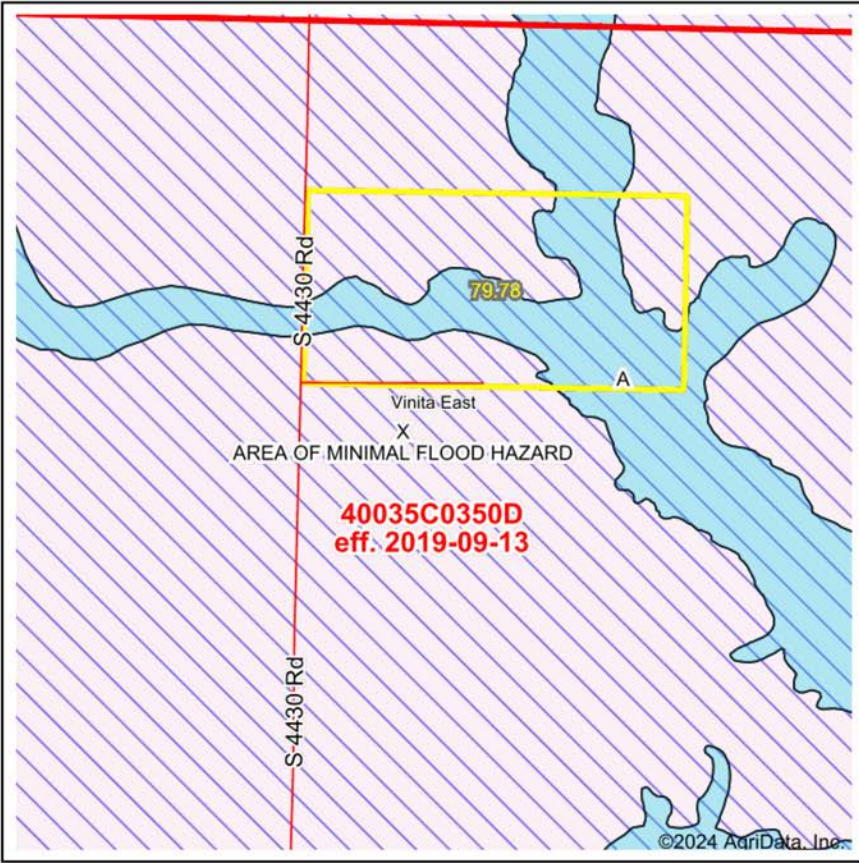 S 4430 Rd
79.78
A
Vinita East
X
AREA OF MINIMAL FLOOD HAZARD
40035C0350D
eff. 2019-09-13
S 4430 Rd
©2024 AgriData, Inc.